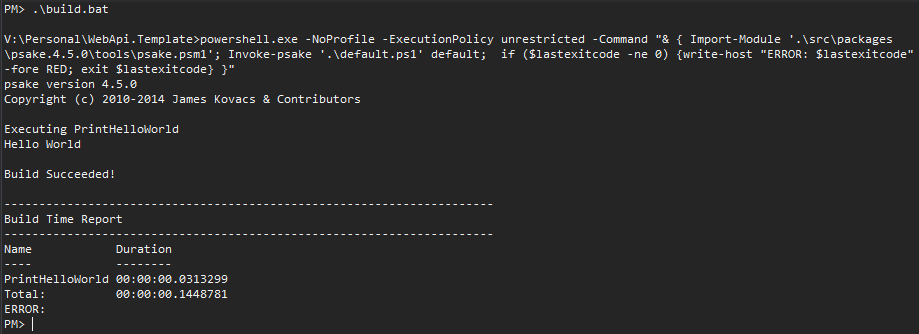 PM> .\build.bat
V:\Personal\WebApi.Template>powershell.exe -NoProfile -ExecutionPolicy unrestricted -Command "& { Import-Module '.\src\packages
\psake.4.5.0\tools\psake.psm1'; Invoke-psake '.\default.ps1' default;  if ($lastexitcode -ne 0) {write-host "ERROR: $lastexitcode"
-fore RED; exit $lastexitcode} }"
psake version 4.5.0
Copyright (c) 2010-2014 James Kovacs & Contributors
Executing PrintHelloWorld
Hello World
Build Succeeded!
----------------------------------------------------------------------
Build Time Report
----------------------------------------------------------------------
Name            Duration
----            --------
PrintHelloWorld 00:00:00.0313299
Total:          00:00:00.1448781
ERROR:
PM>